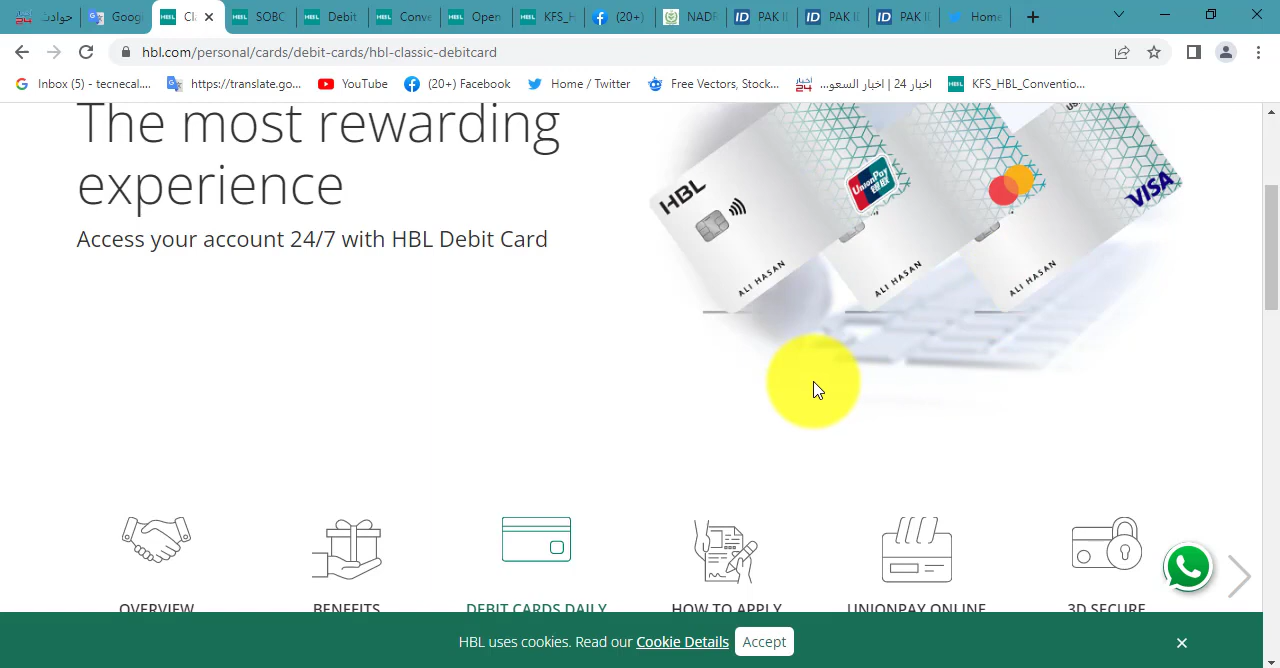 حوادث
Googl
Cl
SOBC
Debit
Conve
Open
KFS_H
(20+)
NADR
PAK I
PAK I
PAK I
Home
hbl.com/personal/cards/debit-cards/hbl-classic-debitcard
Inbox (5) - tecnecal....
https://translate.go...
YouTube
(20+) Facebook
Home / Twitter
Free Vectors, Stock...
اخبار 24 | اخبار السعو...
KFS_HBL_Conventio...
The most rewarding
experience
Access your account 24/7 with HBL Debit Card
HBL
UnionPay
VISA
ALI HASAN
ALI HASAN
ALI HASAN
OVERVIEW
BENEFITS
DEBIT CARDS DAILY
HOW TO APPLY
UNIONPAY ONLINE
3D SECURE
HBL uses cookies. Read our Cookie Details Accept